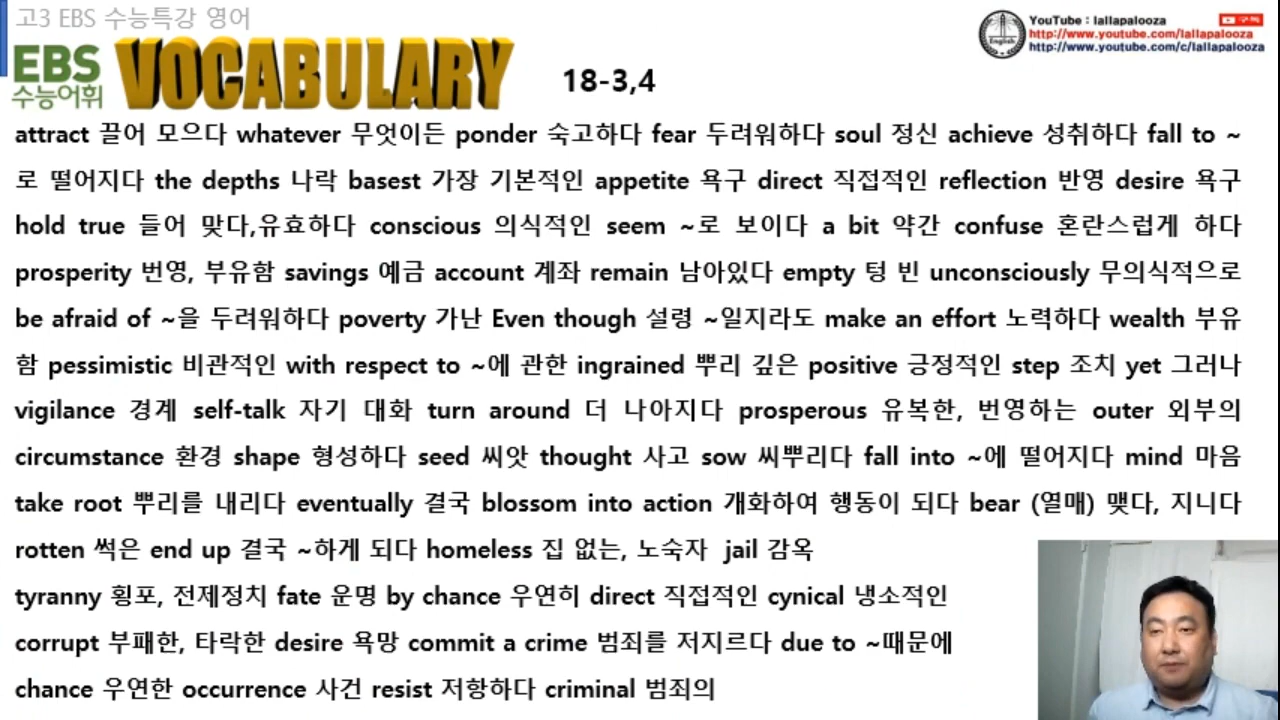 고3 EBS 수능특강 영어
YouTube : lallapalooza
구독
http://www.youtube.com/lallapalooza
http://www.youtube.com/c/lallapalooza
English
EBS
수능어휘
VOCABULARY
18-3,4
attract 끌어 모으다 whatever 무엇이든 ponder 숙고하다 fear 두려워하다 soul 정신 achieve 성취하다 fall to ~
로 떨어지다 the depths 나락 basest 가장 기본적인 appetite 욕구 direct 직접적인 reflection 반영 desire 욕구
hold true 들어 맞다,유효하다 conscious 의식적인 seem ~로 보이다 a bit 약간 confuse 혼란스럽게 하다
prosperity 번영, 부유함 savings 예금 account 계좌 remain 남아있다 empty 텅 빈 unconsciously 무의식적으로
be afraid of ~을 두려워하다 poverty 가난 Even though 설령 ~일지라도 make an effort 노력하다 wealth 부유
함 pessimistic 비관적인 with respect to ~에 관한 ingrained 뿌리 깊은 positive 긍정적인 step 조치 yet 그러나
vigilance 경계 self-talk 자기 대화 turn around 더 나아지다 prosperous 유복한, 번영하는 outer 외부의
circumstance 환경 shape 형성하다 seed 씨앗 thought 사고 sow 씨뿌리다 fall into ~에 떨어지다 mind 마음
take root 뿌리를 내리다 eventually 결국 blossom into action 개화하여 행동이 되다 bear (열매) 맺다, 지니다
rotten 썩은 end up 결국 ~하게 되다 homeless 집 없는, 노숙자 jail 감옥
tyranny 횡포, 전제정치 fate 운명 by chance 우연히 direct 직접적인 cynical 냉소적인
corrupt 부패한, 타락한 desire 욕망 commit a crime 범죄를 저지르다 due to ~때문에
chance 우연한 occurrence 사건 resist 저항하다 criminal 범죄의